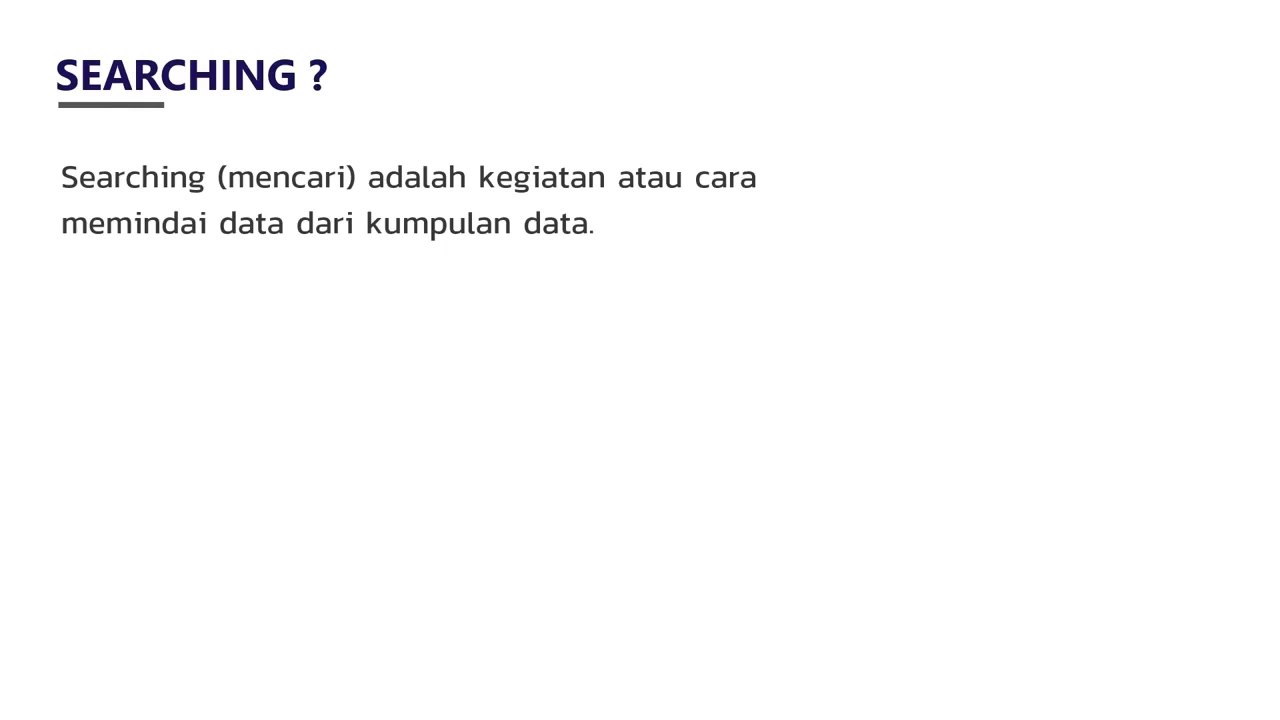 SEARCHING ?
Searching (mencari) adalah kegiatan atau cara
memindai data dari kumpulan data.